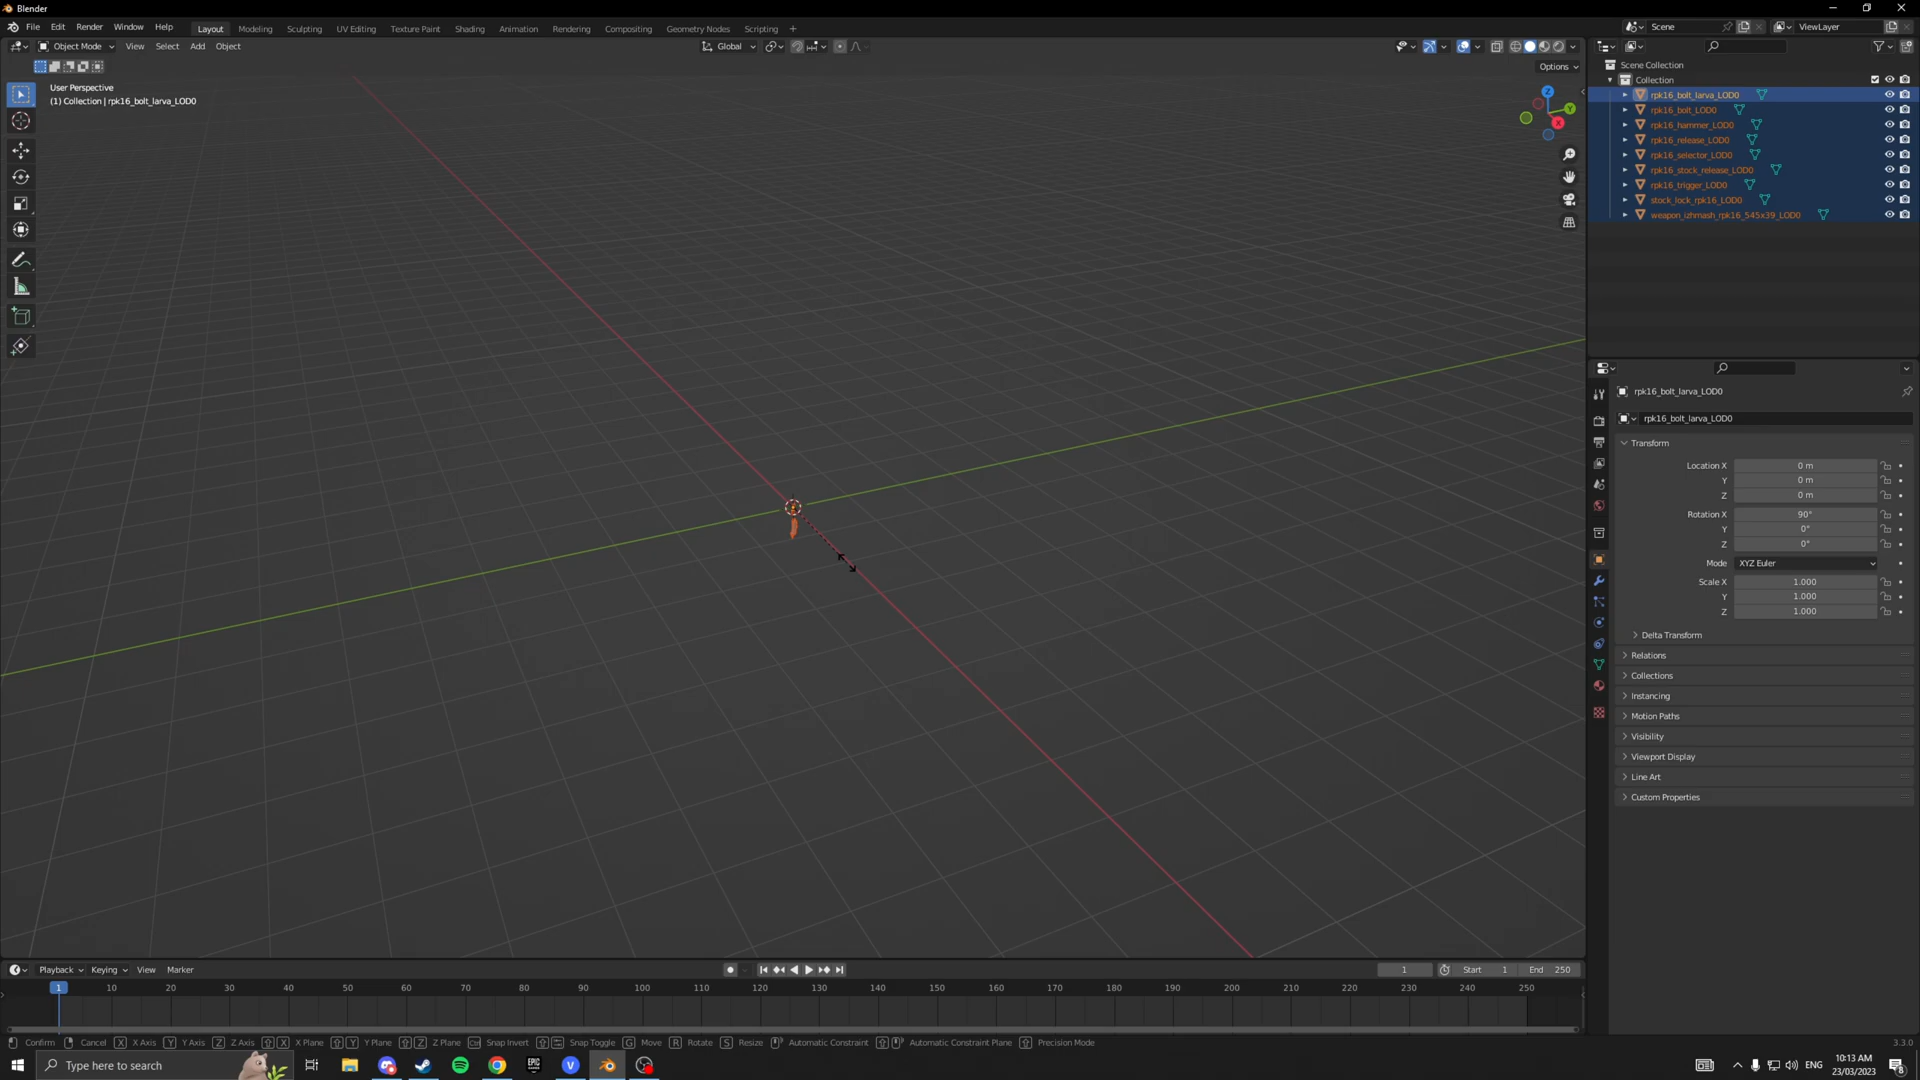 Blender
File Edit Render Window Help
Layout Modeling Sculpting UV Editing Texture Paint Shading Animation Rendering Compositing Geometry Nodes Scripting +
Scene ViewLayer
Object Mode View Select Add Object
Global
Options
User Perspective
(1) Collection | rpk16_bolt_larva_LOD0
Z
Y
X
Scene Collection
Collection
rpk16_bolt_larva_LOD0
rpk16_bolt_LOD0
rpk16_hammer_LOD0
rpk16_release_LOD0
rpk16_selector_LOD0
rpk16_stock_release_LOD0
rpk16_trigger_LOD0
stock_lock_rpk16_LOD0
weapon_izhmash_rpk16_545x39_LOD0
rpk16_bolt_larva_LOD0
rpk16_bolt_larva_LOD0
Transform
Location X 0 m
Y 0 m
Z 0 m
Rotation X 90°
Y 0°
Z 0°
Mode XYZ Euler
Scale X 1.000
Y 1.000
Z 1.000
Delta Transform
Relations
Collections
Instancing
Motion Paths
Visibility
Viewport Display
Line Art
Custom Properties
Playback Keying View Marker
1 Start 1 End 250
1 10 20 30 40 50 60 70 80 90 100 110 120 130 140 150 160 170 180 190 200 210 220 230 240 250
Confirm Cancel X X Axis Y Y Axis Z Z Axis X X Plane Y Y Plane Z Z Plane Ctrl Snap Invert Snap Toggle G Move R Rotate S Resize Automatic Constraint Automatic Constraint Plane Precision Mode 3.3.0
Type here to search
EPIC
ENG
10:13 AM
23/03/2023
8